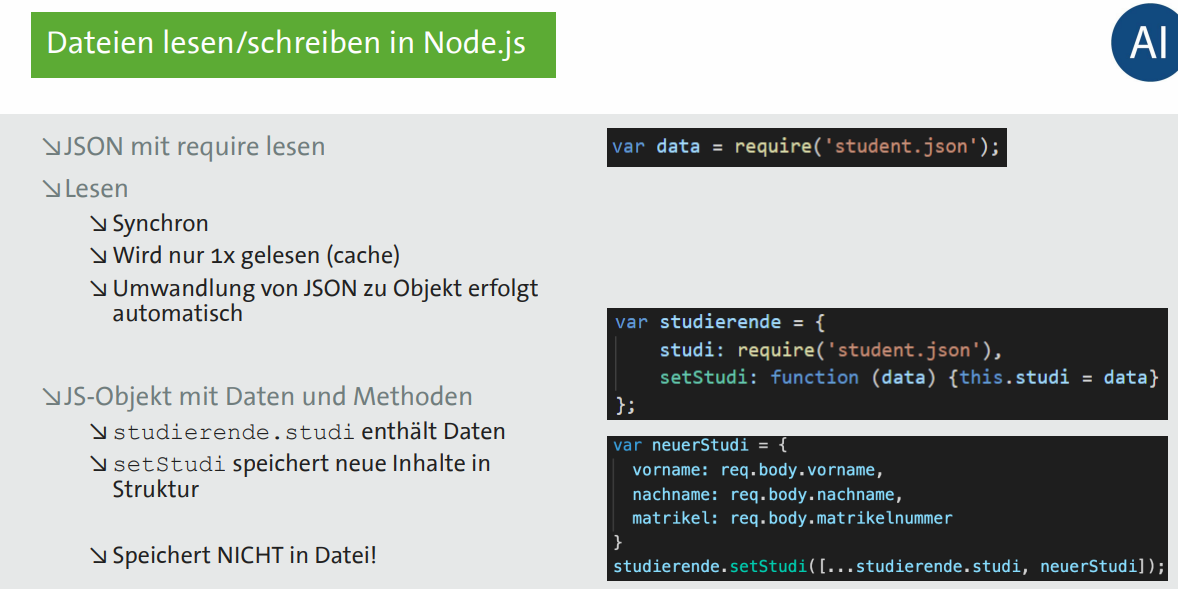 Dateien lesen/schreiben in Node.js
AI
↘JSON mit require lesen
var data = require('student.json');
↘Lesen
↘Synchron
↘Wird nur 1x gelesen (cache)
↘Umwandlung von JSON zu Objekt erfolgt
automatisch
var studierende = {
    studi: require('student.json'),
    setStudi: function (data) {this.studi = data}
};
↘JS-Objekt mit Daten und Methoden
↘studierende.studi enthält Daten
↘setStudi speichert neue Inhalte in
Struktur
↘Speichert NICHT in Datei!
var neuerStudi = {
  vorname: req.body.vorname,
  nachname: req.body.nachname,
  matrikel: req.body.matrikelnummer
}
studierende.setStudi([...studierende.studi, neuerStudi]);